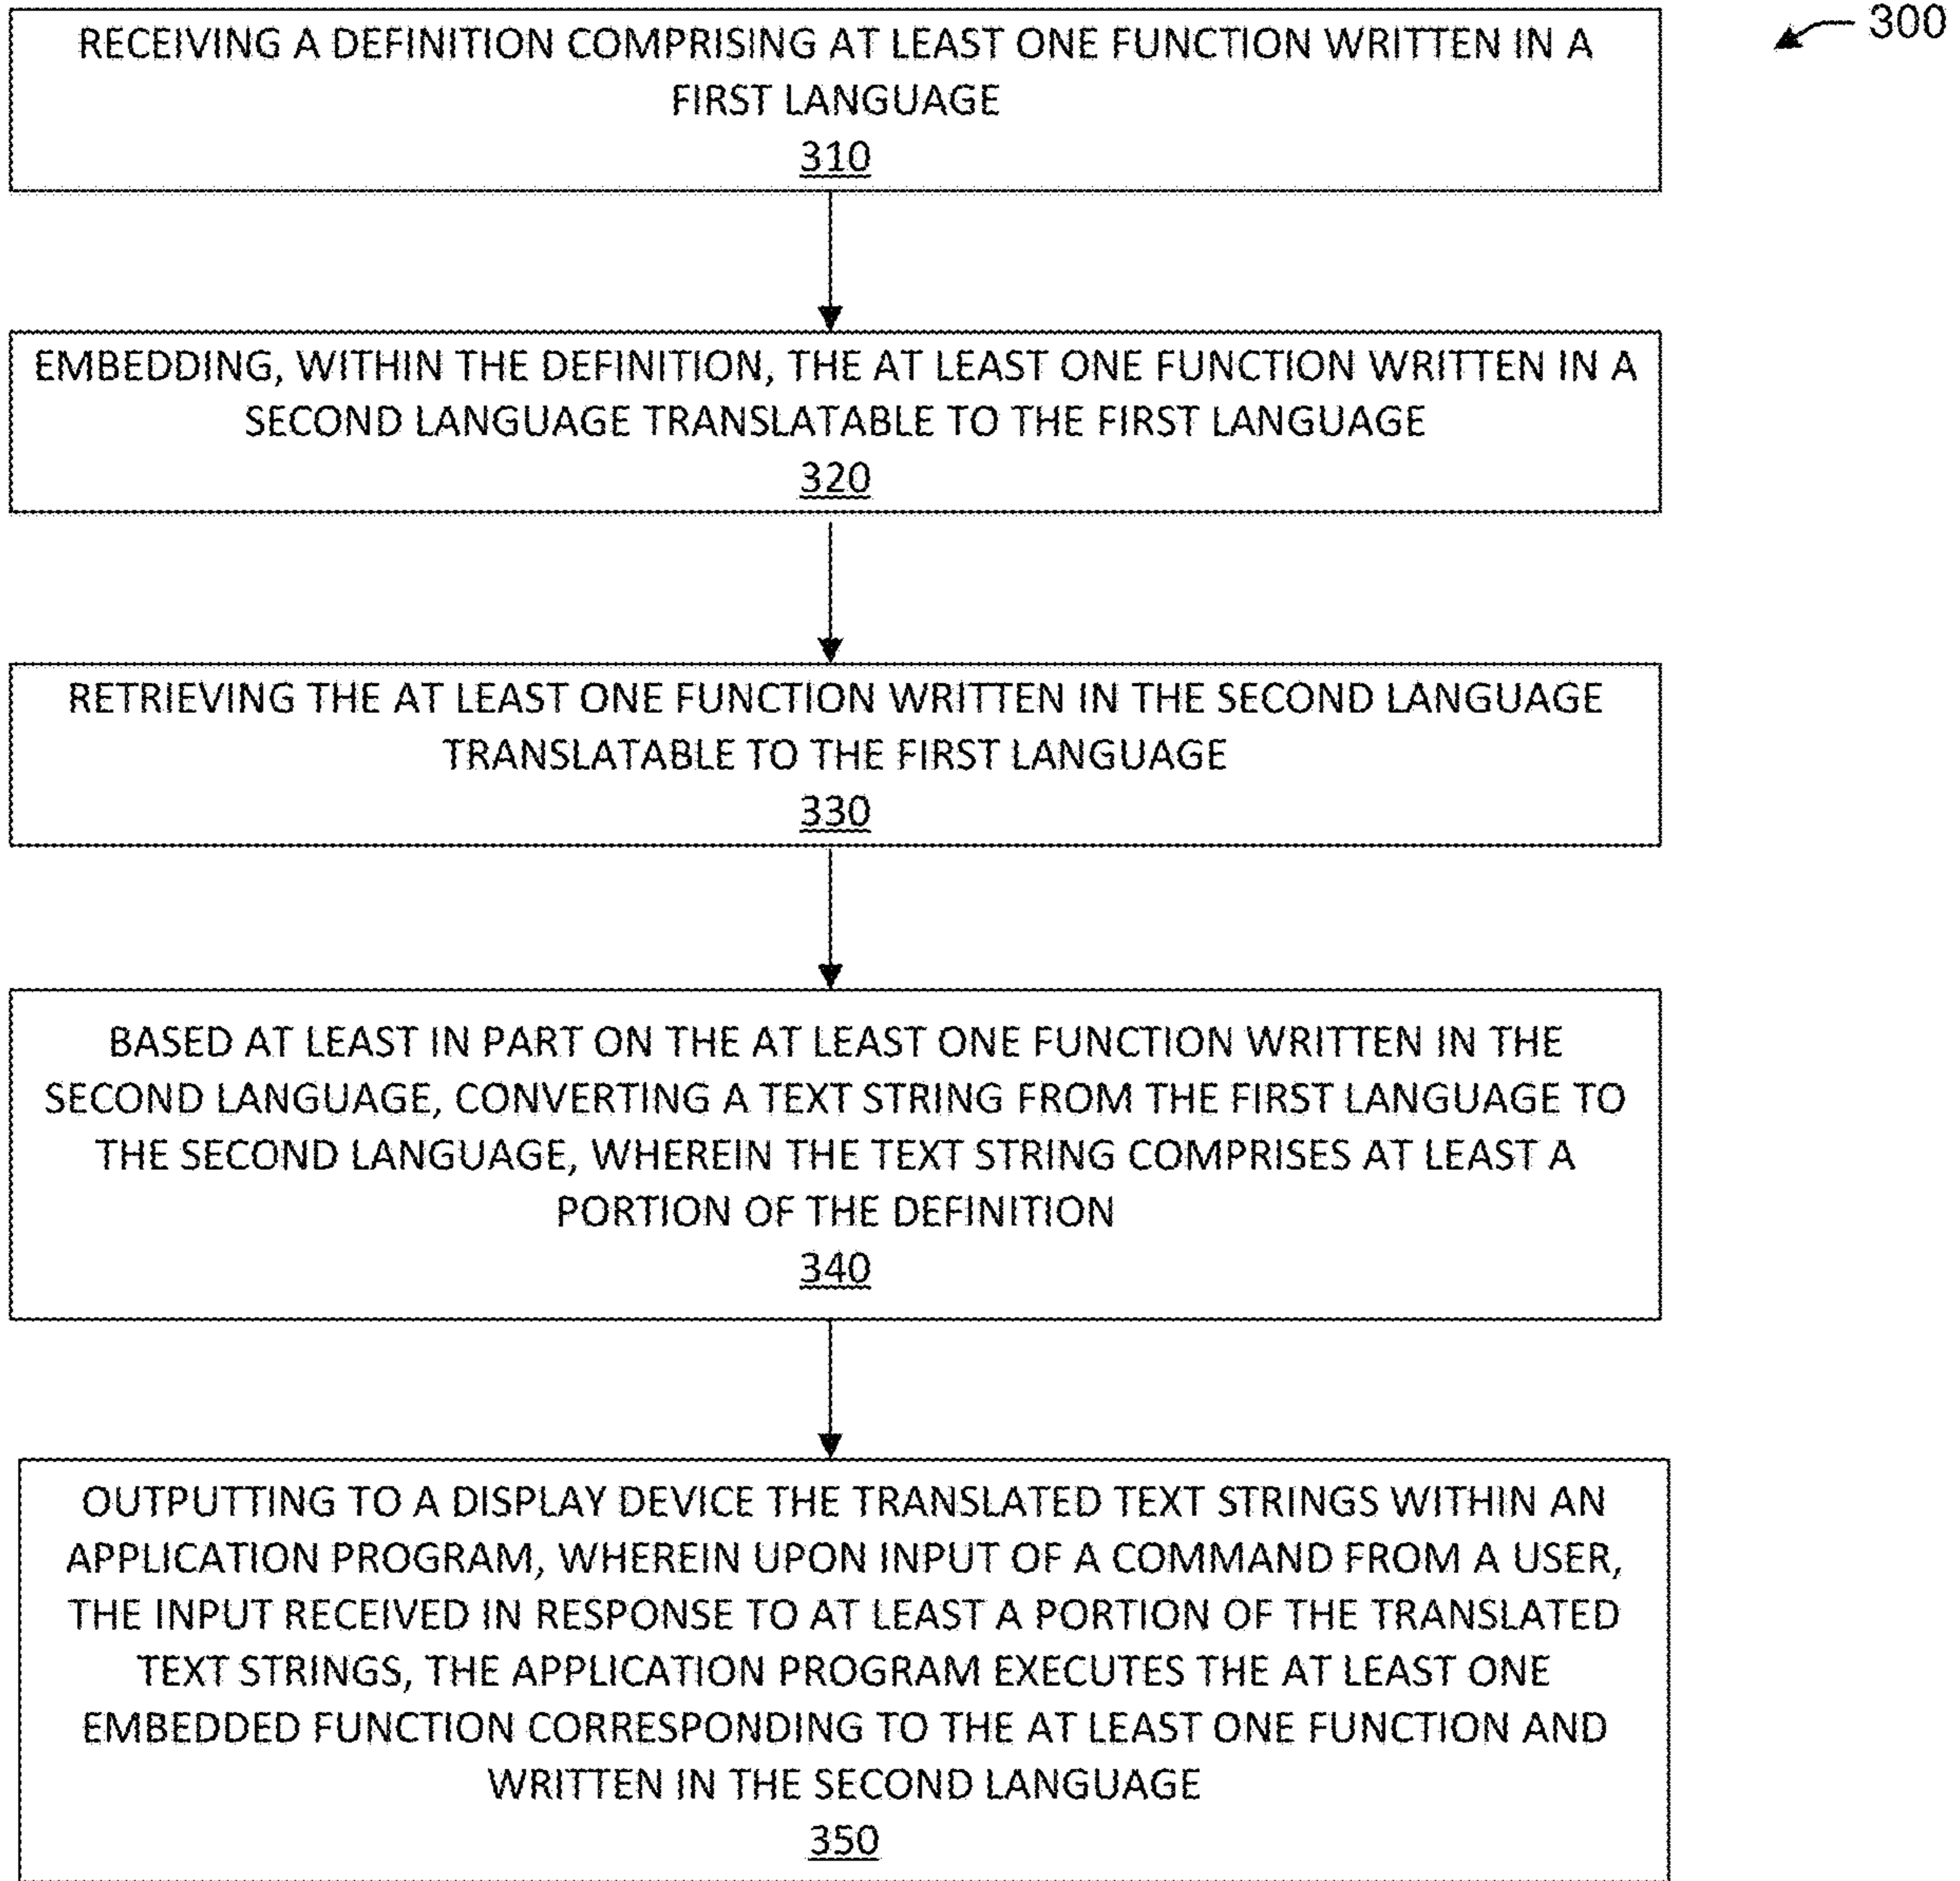 300
RECEIVING A DEFINITION COMPRISING AT LEAST ONE FUNCTION WRITTEN IN A
FIRST LANGUAGE
310
EMBEDDING, WITHIN THE DEFINITION, THE AT LEAST ONE FUNCTION WRITTEN IN A
SECOND LANGUAGE TRANSLATABLE TO THE FIRST LANGUAGE
320
RETRIEVING THE AT LEAST ONE FUNCTION WRITTEN IN THE SECOND LANGUAGE
TRANSLATABLE TO THE FIRST LANGUAGE
330
BASED AT LEAST IN PART ON THE AT LEAST ONE FUNCTION WRITTEN IN THE
SECOND LANGUAGE, CONVERTING A TEXT STRING FROM THE FIRST LANGUAGE TO
THE SECOND LANGUAGE, WHEREIN THE TEXT STRING COMPRISES AT LEAST A
PORTION OF THE DEFINITION
340
OUTPUTTING TO A DISPLAY DEVICE THE TRANSLATED TEXT STRINGS WITHIN AN
APPLICATION PROGRAM, WHEREIN UPON INPUT OF A COMMAND FROM A USER,
THE INPUT RECEIVED IN RESPONSE TO AT LEAST A PORTION OF THE TRANSLATED
TEXT STRINGS, THE APPLICATION PROGRAM EXECUTES THE AT LEAST ONE
EMBEDDED FUNCTION CORRESPONDING TO THE AT LEAST ONE FUNCTION AND
WRITTEN IN THE SECOND LANGUAGE
350